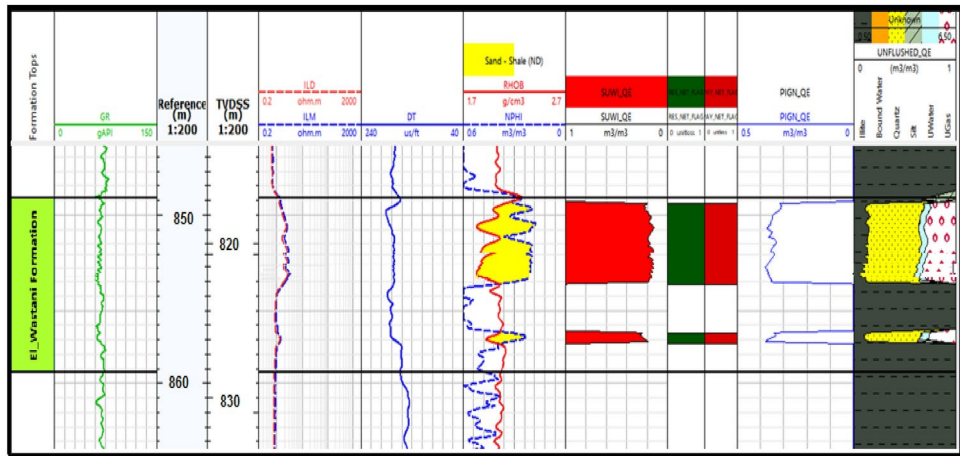 Formation Tops
GR
0 gAPI 150
Reference
(m)
1:200
TVDSS
(m)
1:200
ILD
0.2 ohm.m 2000
ILM
0.2 ohm.m 2000
DT
240 us/ft 40
Sand - Shale (ND)
RHOB
1.7 g/cm3 2.7
NPHI
0.6 m3/m3 0
SUWI_QE
SUWI_QE
1 m3/m3 0
RES_NET_FLAG
0 unitless 1
PIGN_QE
PIGN_QE
0.5 m3/m3 0
Unknown
0.50 6.50
UNFLUSHED_QE
0 (m3/m3) 1
Illite
Bound Water
Quartz
Silt
UWater
UGas
El_Wastani Formation
850
860
820
830